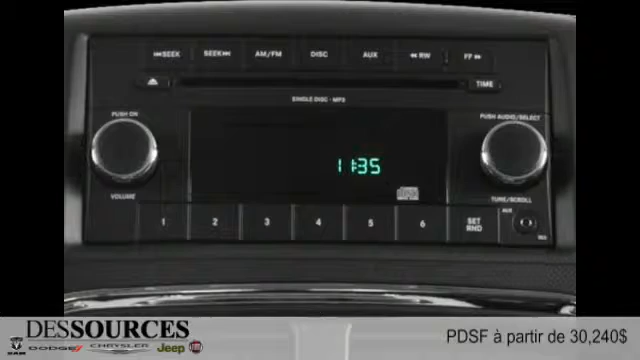 SEEK SEEK AM/FM DISC AUX RW FF
TIME
SINGLE DISC - MP3
PUSH ON
PUSH AUDIO/SELECT
11:35
VOLUME
TUNE/SCROLL
1 2 3 4 5 6 SET RND
AUX
DESSOURCES
RAM DODGE CHRYSLER Jeep FIAT
PDSF à partir de 30,240$